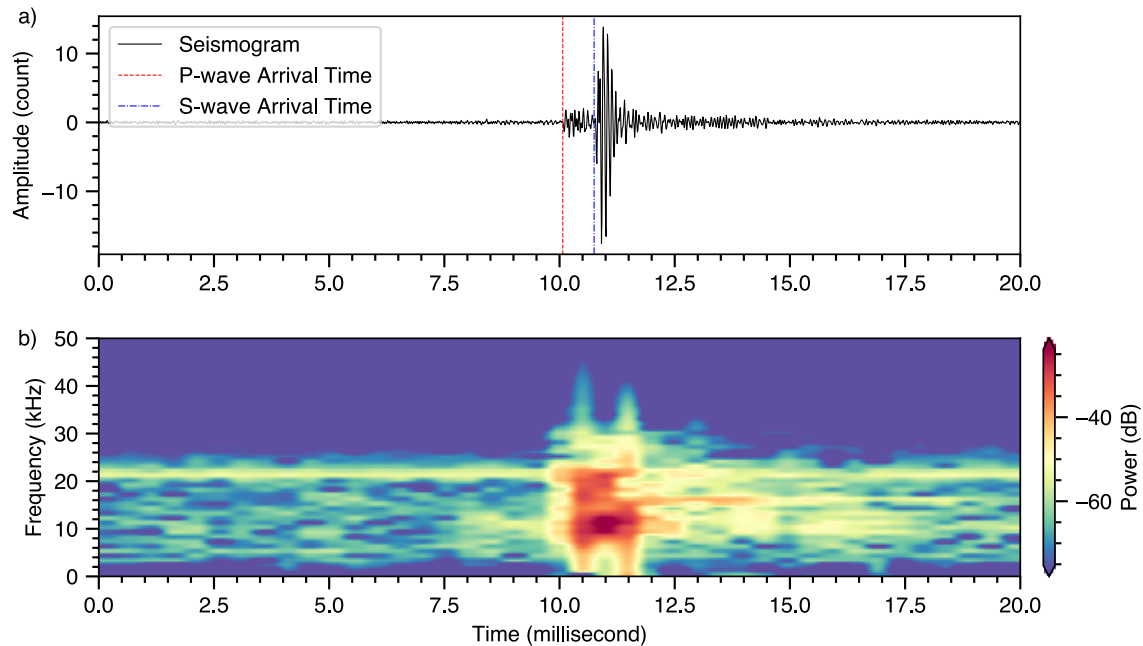 a)
Amplitude (count)
10
0
−10
Seismogram
P-wave Arrival Time
S-wave Arrival Time
0.0 2.5 5.0 7.5 10.0 12.5 15.0 17.5 20.0
b)
Frequency (kHz)
50
40
30
20
10
0
0.0 2.5 5.0 7.5 10.0 12.5 15.0 17.5 20.0
Time (millisecond)
−40
−60
Power (dB)